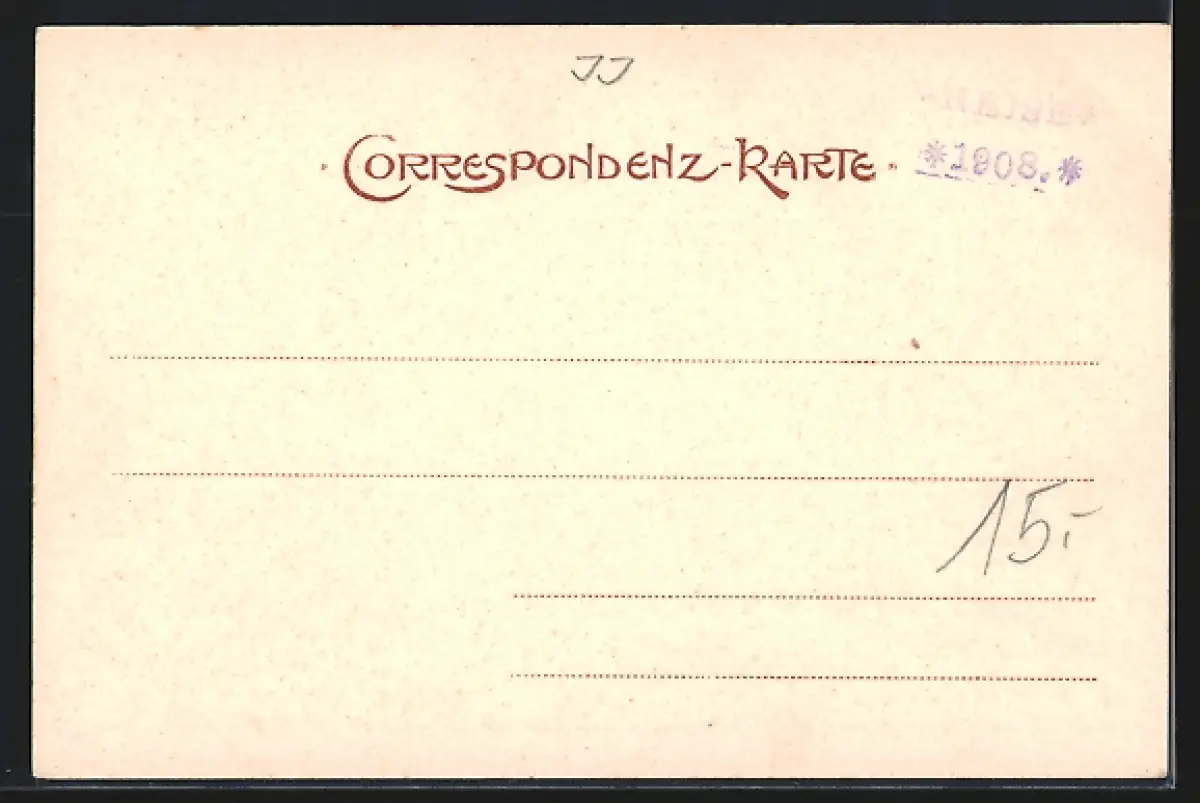 JJ
· CORRESPONDENZ-KARTE ·
*1908.*
15.-